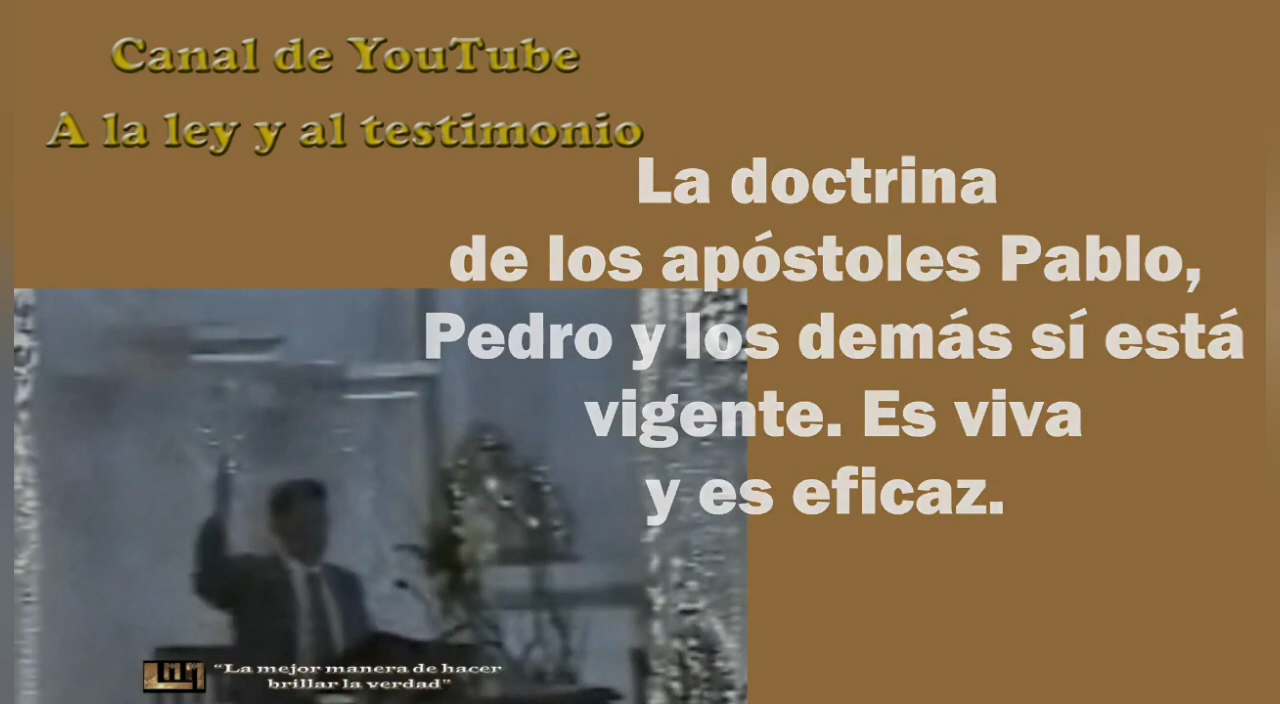 Canal de YouTube
A la ley y al testimonio
La doctrina
de los apóstoles Pablo,
Pedro y los demás sí está
vigente. Es viva
y es eficaz.
"La mejor manera de hacer
brillar la verdad"